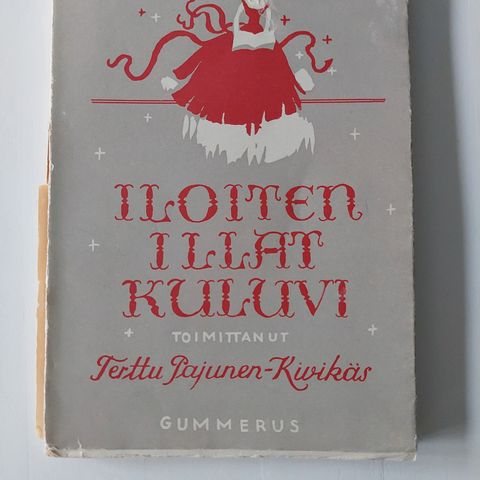 ILOITEN
ILLAT
KULUVI
TOIMITTANUT
Terttu Pajunen-Kivikäs
GUMMERUS